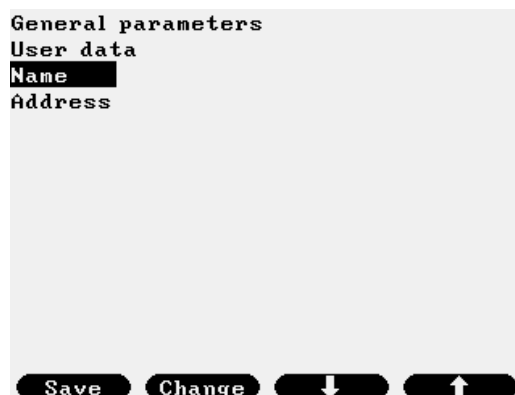 General parameters
User data
Name
Address
Save Change ↓ ↑